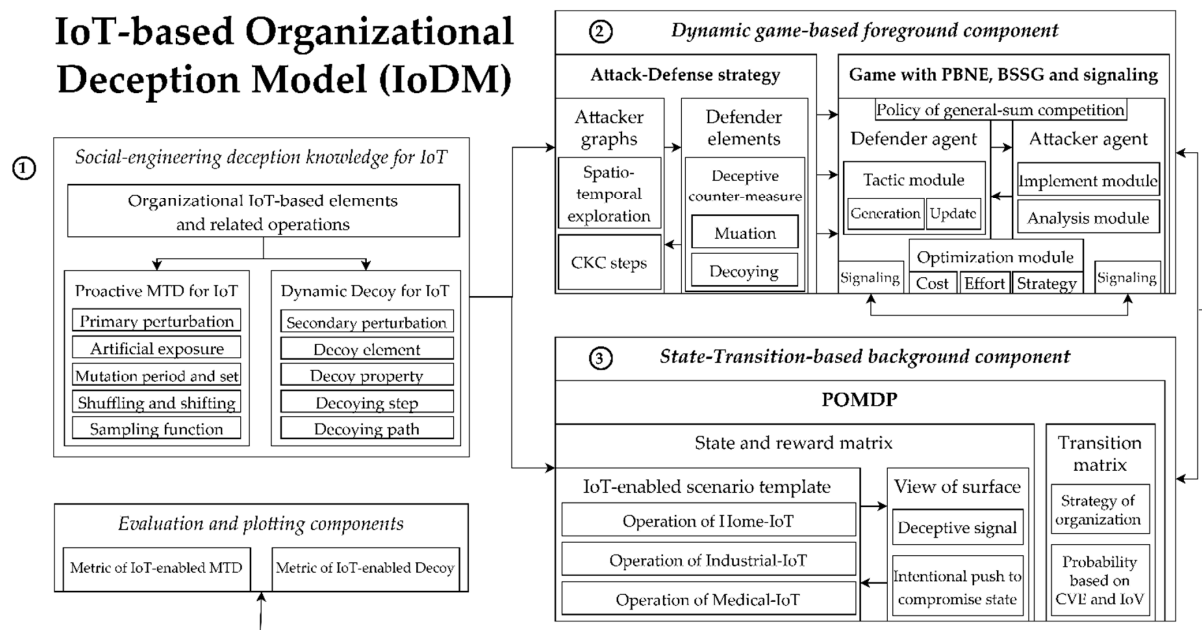 IoT-based Organizational
Deception Model (IoDM)
1
Social-engineering deception knowledge for IoT
Organizational IoT-based elements
and related operations
Proactive MTD for IoT
Primary perturbation
Artificial exposure
Mutation period and set
Shuffling and shifting
Sampling function
Dynamic Decoy for IoT
Secondary perturbation
Decoy element
Decoy property
Decoying step
Decoying path
Evaluation and plotting components
Metric of IoT-enabled MTD
Metric of IoT-enabled Decoy
2
Dynamic game-based foreground component
Attack-Defense strategy
Attacker
graphs
Spatio-
temporal
exploration
CKC steps
Defender
elements
Deceptive
counter-measure
Muation
Decoying
Game with PBNE, BSSG and signaling
Policy of general-sum competition
Defender agent
Tactic module
Generation
Update
Attacker agent
Implement module
Analysis module
Optimization module
Cost
Effort
Strategy
Signaling
Signaling
3
State-Transition-based background component
POMDP
State and reward matrix
IoT-enabled scenario template
Operation of Home-IoT
Operation of Industrial-IoT
Operation of Medical-IoT
View of surface
Deceptive signal
Intentional push to
compromise state
Transition
matrix
Strategy of
organization
Probability
based on
CVE and IoV